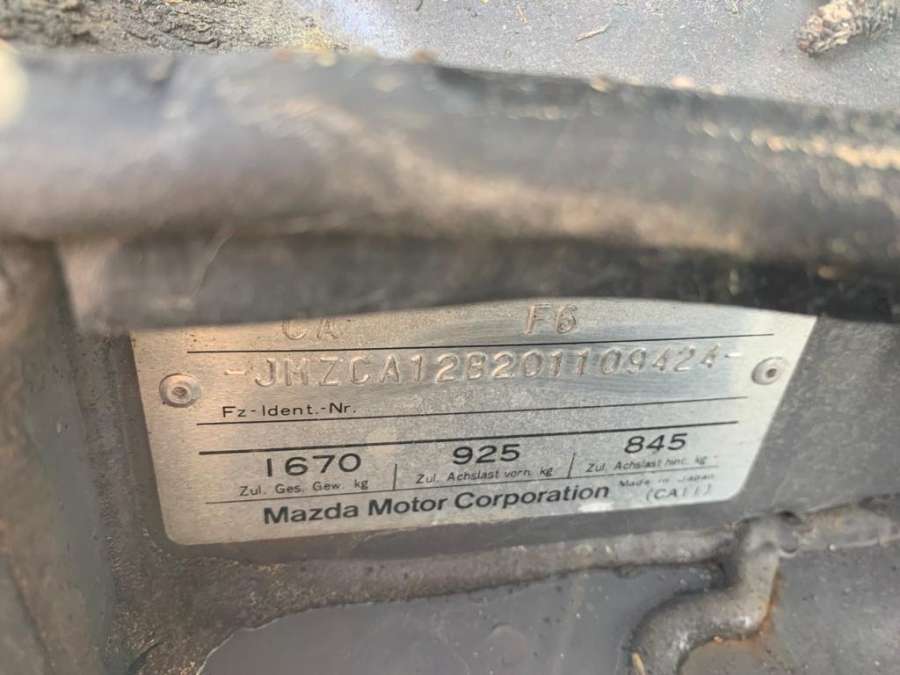 CA F6
-JMZCA12B201109424-
Fz-Ident.-Nr.
1670 925 845
Zul. Ges. Gew. kg Zul. Achslast vorn. kg Zul. Achslast hint. kg
Mazda Motor Corporation Made in Japan
(CA11)